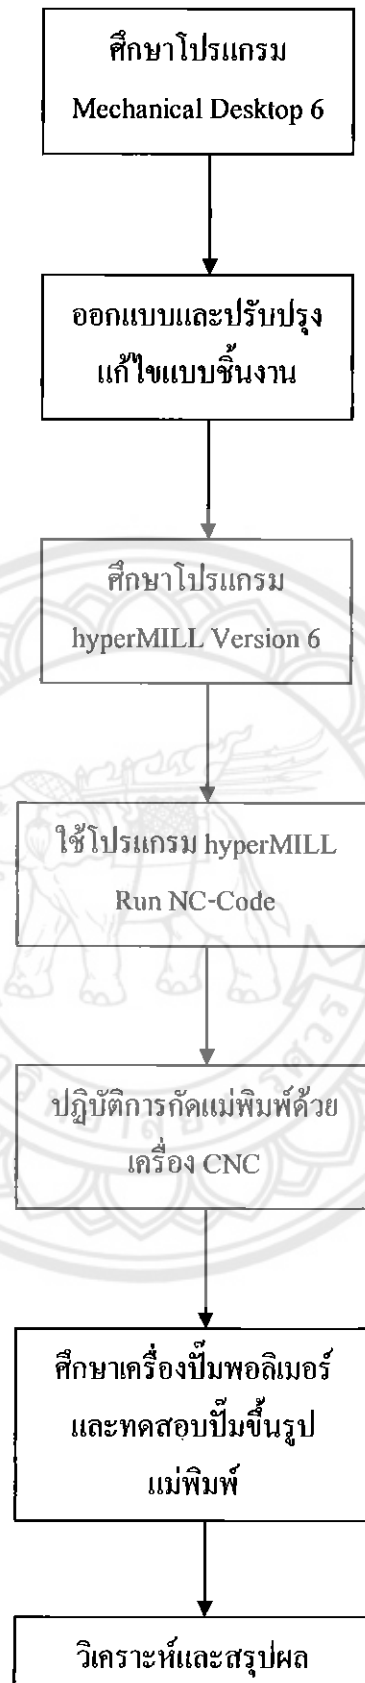 ศึกษาโปรแกรม
Mechanical Desktop 6
ออกแบบและปรับปรุง
แก้ไขแบบชิ้นงาน
ศึกษาโปรแกรม
hyperMILL Version 6
ใช้โปรแกรม hyperMILL
Run NC-Code
ปฏิบัติการกัดแม่พิมพ์ด้วย
เครื่อง CNC
ศึกษาเครื่องปั๊มพอลิเมอร์
และทดสอบปั๊มขึ้นรูป
แม่พิมพ์
วิเคราะห์และสรุปผล